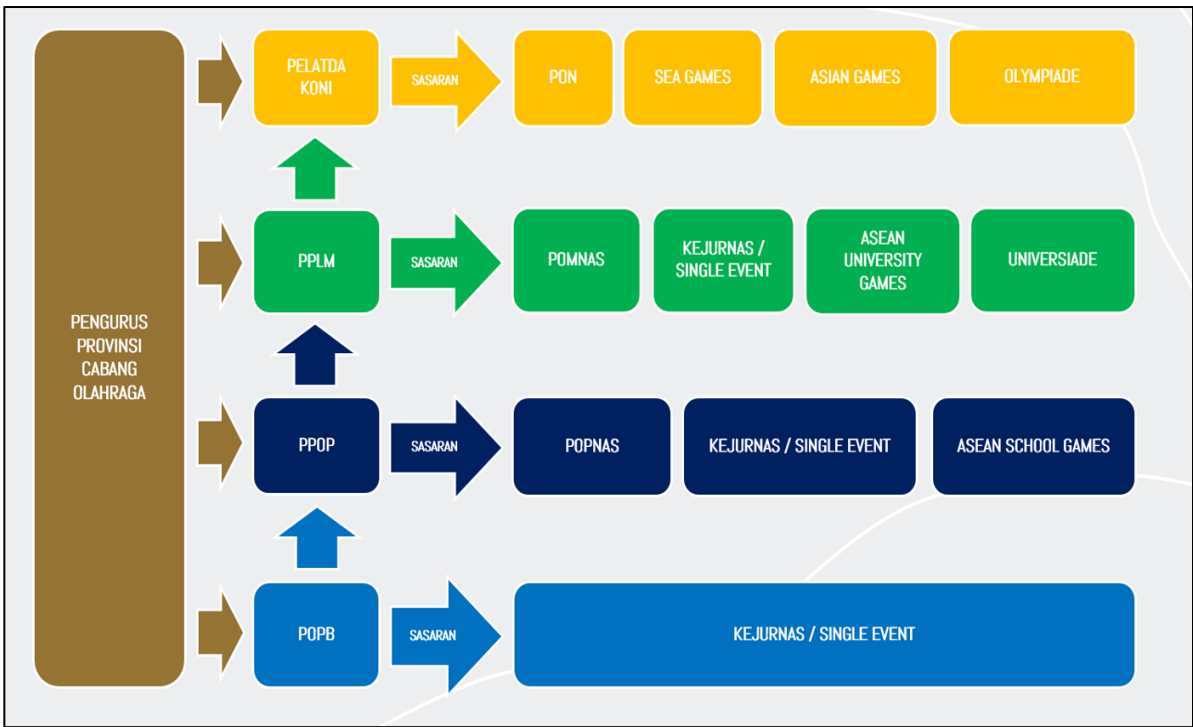 PENGURUS
PROVINSI
CABANG
OLAHRAGA
PELATDA
KONI
SASARAN
PON
SEA GAMES
ASIAN GAMES
OLYMPIADE
PPLM
SASARAN
POMNAS
KEJURNAS /
SINGLE EVENT
ASEAN
UNIVERSITY
GAMES
UNIVERSIADE
PPOP
SASARAN
POPNAS
KEJURNAS / SINGLE EVENT
ASEAN SCHOOL GAMES
POPB
SASARAN
KEJURNAS / SINGLE EVENT